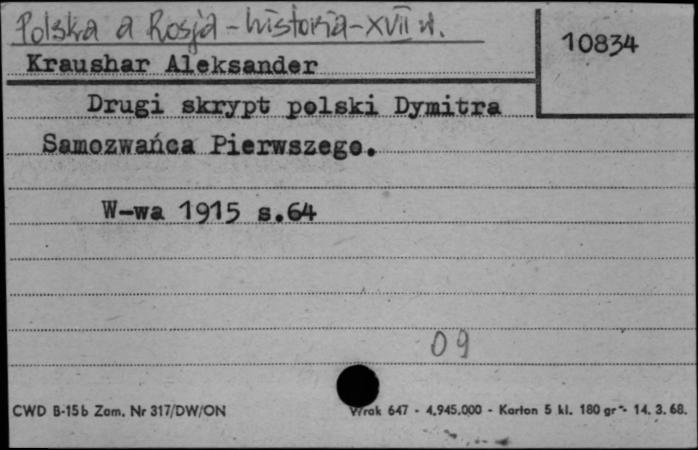 Polska a Rosja - historia - XVII w.
10834
Kraushar Aleksander
Drugi skrypt polski Dymitra
Samozwańca Pierwszego.
W-wa 1915 s.64
09
CWD B-15b Zam. Nr 317/DW/ON
Wrak 647 - 4.945.000 - Karton 5 kl. 180 gr - 14. 3. 68.